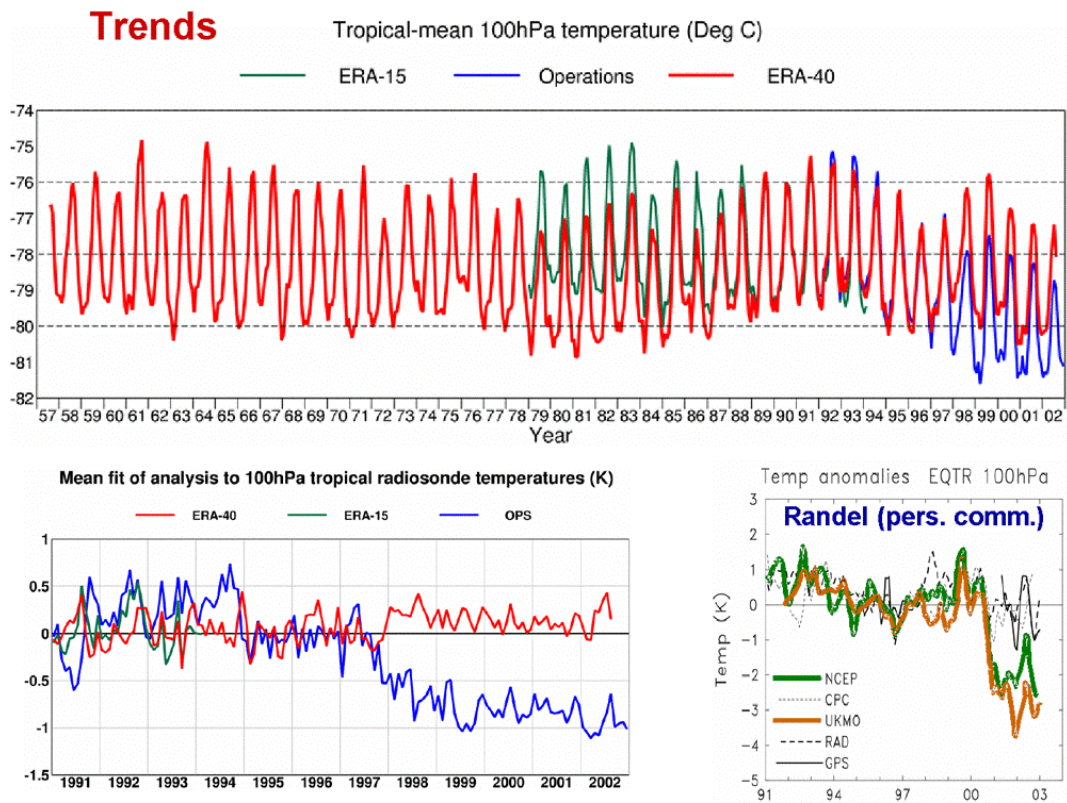 Trends
Tropical-mean 100hPa temperature (Deg C)
ERA-15 Operations ERA-40
-74
-75
-76
-77
-78
-79
-80
-81
-82
57 58 59 60 61 62 63 64 65 66 67 68 69 70 71 72 73 74 75 76 77 78 79 80 81 82 83 84 85 86 87 88 89 90 91 92 93 94 95 96 97 98 99 00 01 02
Year
Mean fit of analysis to 100hPa tropical radiosonde temperatures (K)
ERA-40 ERA-15 OPS
1
0.5
0
-0.5
-1
-1.5
1991 1992 1993 1994 1995 1996 1997 1998 1999 2000 2001 2002
Temp anomalies EQTR 100hPa
Randel (pers. comm.)
Temp (K)
3
2
1
0
-1
-2
-3
-4
-5
NCEP
CPC
UKMO
RAD
GPS
91 94 97 00 03